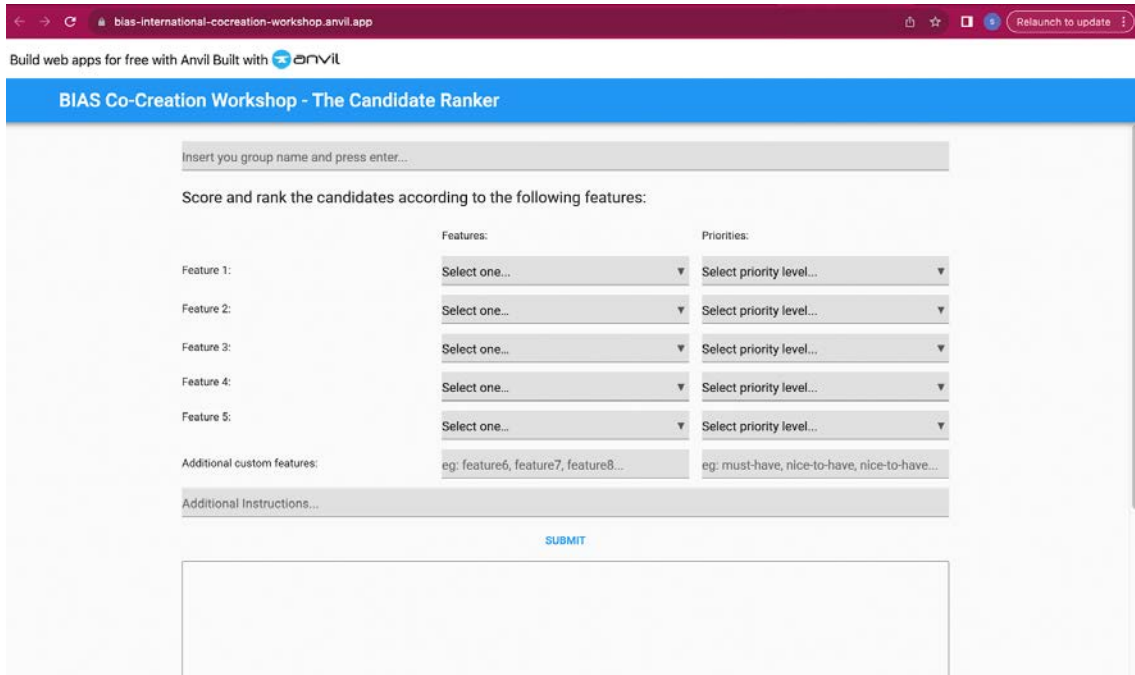 bias-international-cocreation-workshop.anvil.app
S
Relaunch to update
Build web apps for free with Anvil Built with anvil
BIAS Co-Creation Workshop - The Candidate Ranker
Insert you group name and press enter...
Score and rank the candidates according to the following features:
Features: Priorities:
Feature 1: Select one... Select priority level...
Feature 2: Select one... Select priority level...
Feature 3: Select one... Select priority level...
Feature 4: Select one... Select priority level...
Feature 5: Select one... Select priority level...
Additional custom features: eg: feature6, feature7, feature8... eg: must-have, nice-to-have, nice-to-have...
Additional Instructions...
SUBMIT